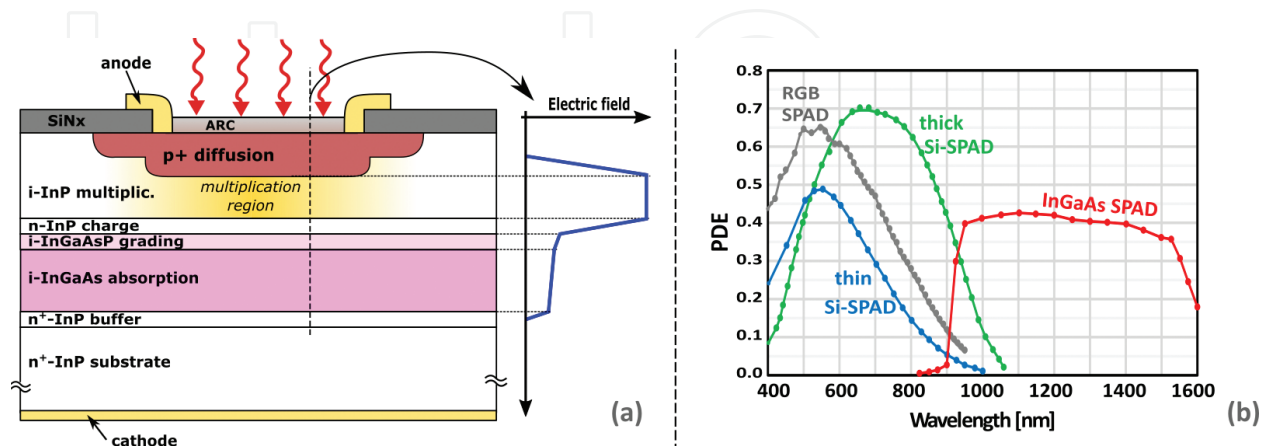 anode
Electric field
SiNx
ARC
p+ diffusion
i-InP multiplic.
multiplication
region
n-InP charge
i-InGaAsP grading
i-InGaAs absorption
n⁺-InP buffer
n⁺-InP substrate
cathode
(a)
0.8
0.7
0.6
0.5
0.4
0.3
0.2
0.1
0.0
PDE
RGB
SPAD
thick
Si-SPAD
InGaAs SPAD
thin
Si-SPAD
400 600 800 1000 1200 1400 1600
Wavelength [nm]
(b)